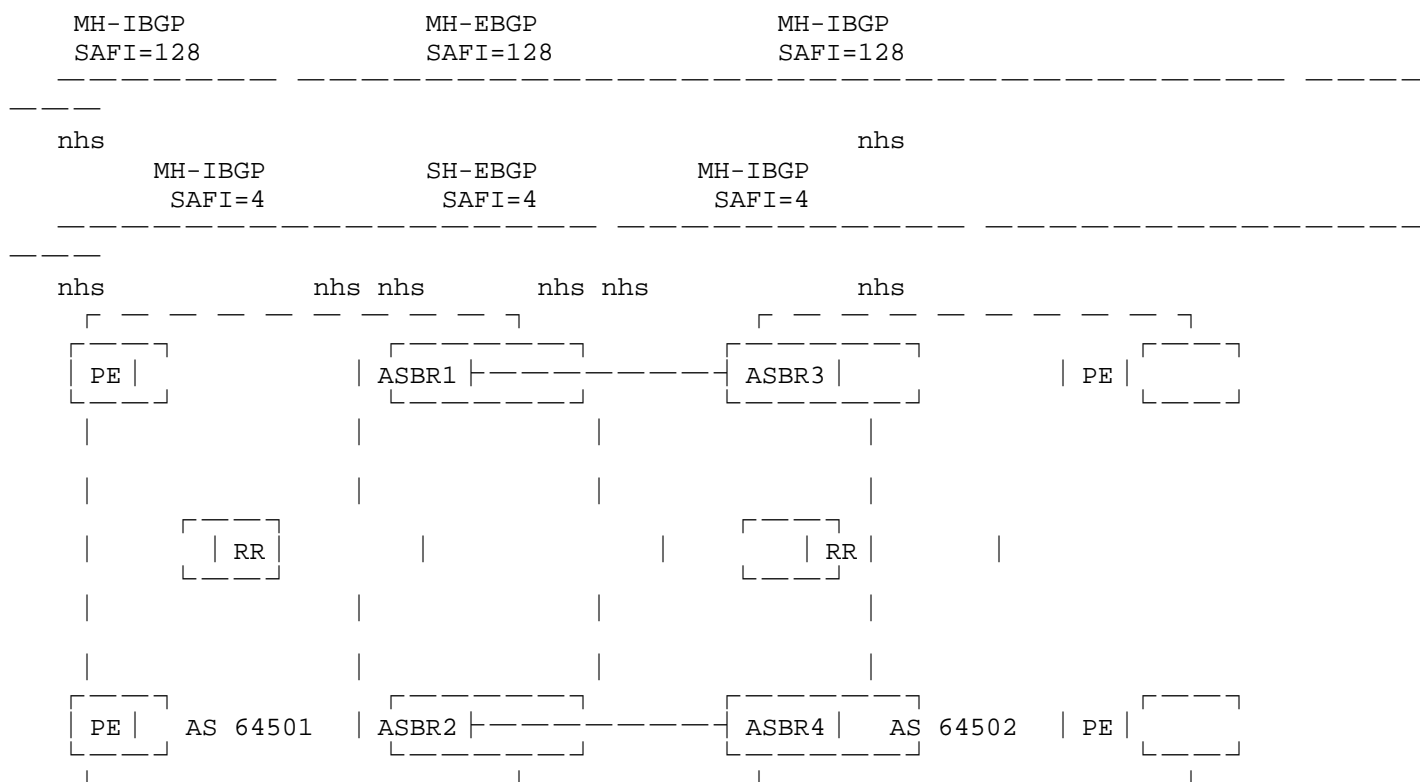 MH-IBGP MH-EBGP MH-IBGP
SAFI=128 SAFI=128 SAFI=128
nhs nhs
MH-IBGP SH-EBGP MH-IBGP
SAFI=4 SAFI=4 SAFI=4
nhs nhs nhs nhs nhs nhs
PE ASBR1 ASBR3 PE
RR RR
PE AS 64501 ASBR2 ASBR4 AS 64502 PE